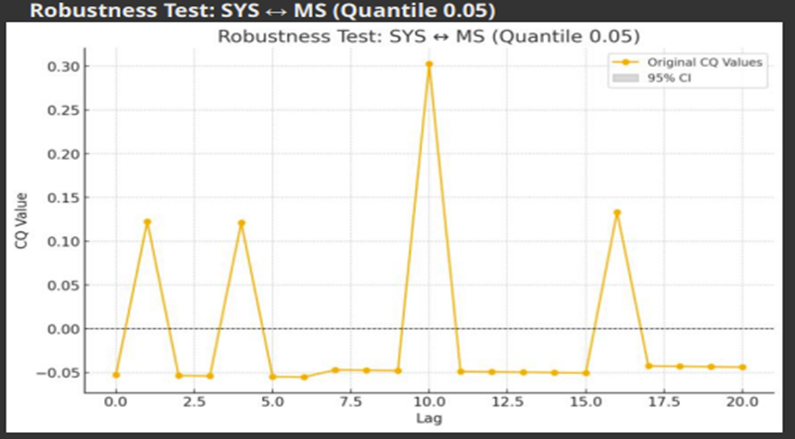 Robustness Test: SYS ↔ MS (Quantile 0.05)
Robustness Test: SYS ↔ MS (Quantile 0.05)
Original CQ Values
95% CI
CQ Value
0.30
0.25
0.20
0.15
0.10
0.05
0.00
−0.05
0.0 2.5 5.0 7.5 10.0 12.5 15.0 17.5 20.0
Lag